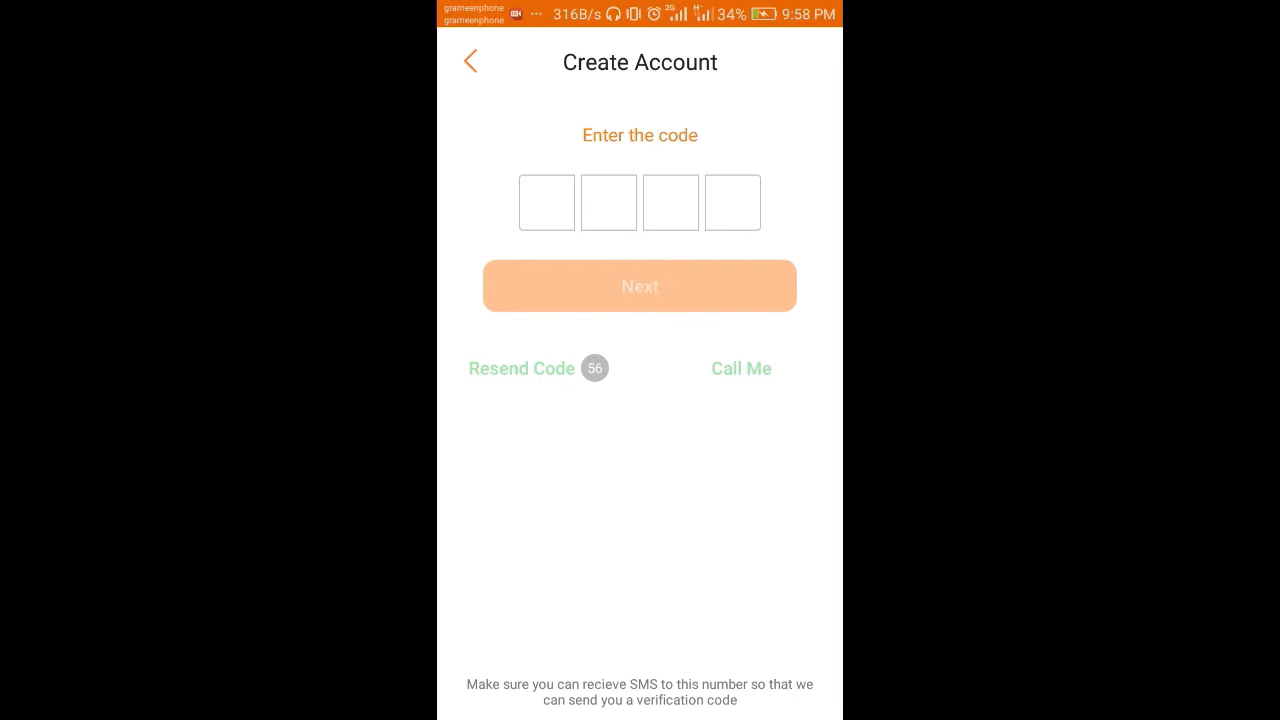 grameenphone
grameenphone
316B/s 2G H 34% 9:58 PM
Create Account
Enter the code
Next
Resend Code 56 Call Me
Make sure you can recieve SMS to this number so that we
can send you a verification code